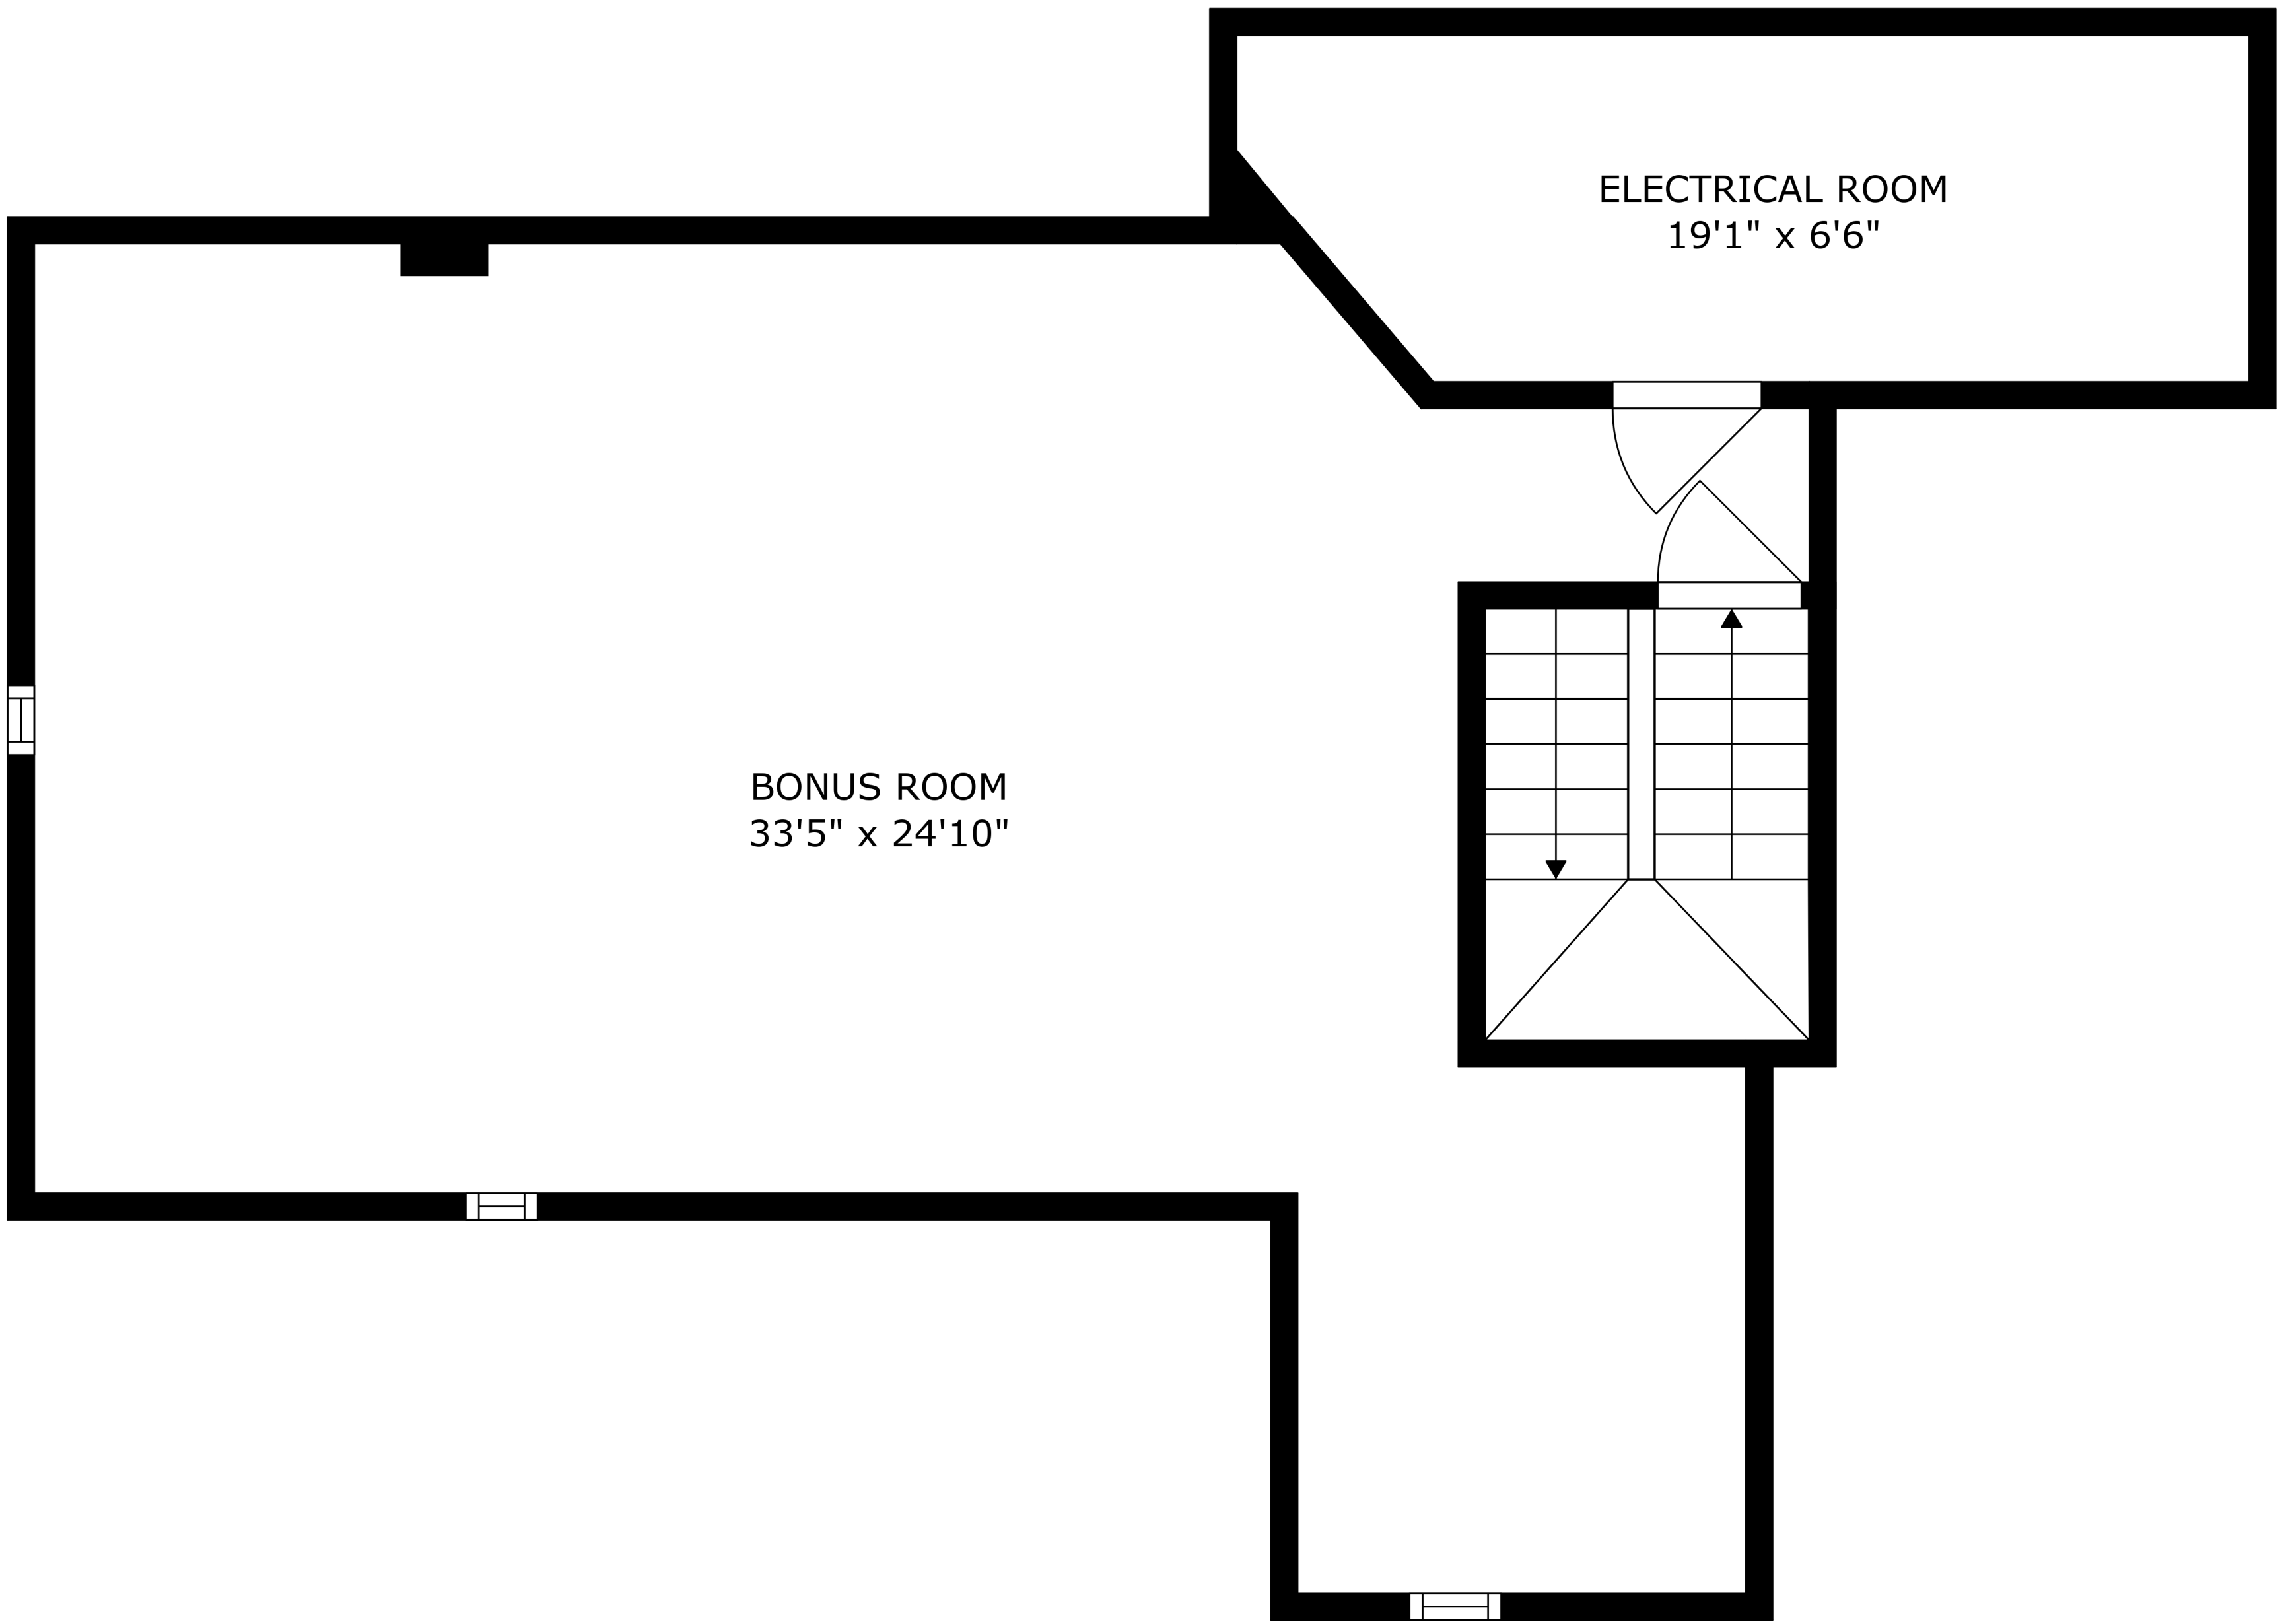 ELECTRICAL ROOM
19'1" x 6'6"
BONUS ROOM
33'5" x 24'10"